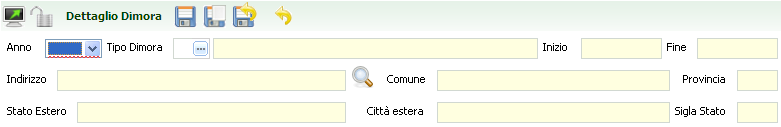 Dettaglio Dimora
Anno Tipo Dimora Inizio Fine
Indirizzo Comune Provincia
Stato Estero Città estera Sigla Stato